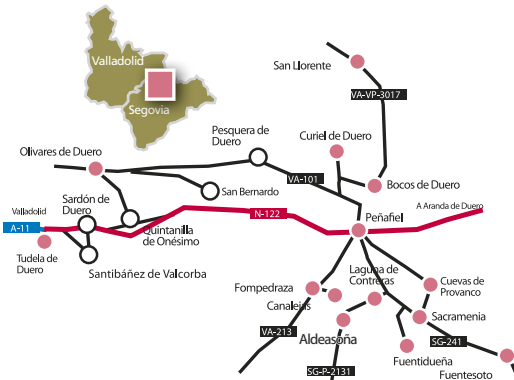 Valladolid
Segovia
San Llorente
VA-VP-3017
Pesquera de
Duero
Curiel de Duero
Olivares de Duero
VA-101
San Bernardo
Bocos de Duero
Valladolid
Sardón de
Duero
A Aranda de Duero
N-122
Peñafiel
A-11
Quintanilla
de Onésimo
Tudela de
Duero
Santibáñez de Valcorba
Laguna de
Contreras
Fompedraza
Canalejas
Cuevas de
Provanco
VA-213
Aldeasoña
Sacramenia
SG-241
Fuentidueña
SG-P-2131
Fuentesoto